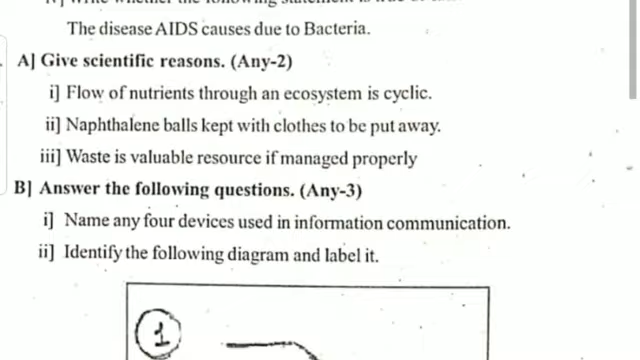 The disease AIDS causes due to Bacteria.
A] Give scientific reasons. (Any-2)
i] Flow of nutrients through an ecosystem is cyclic.
ii] Naphthalene balls kept with clothes to be put away.
iii] Waste is valuable resource if managed properly
B] Answer the following questions. (Any-3)
i] Name any four devices used in information communication.
ii] Identify the following diagram and label it.
1